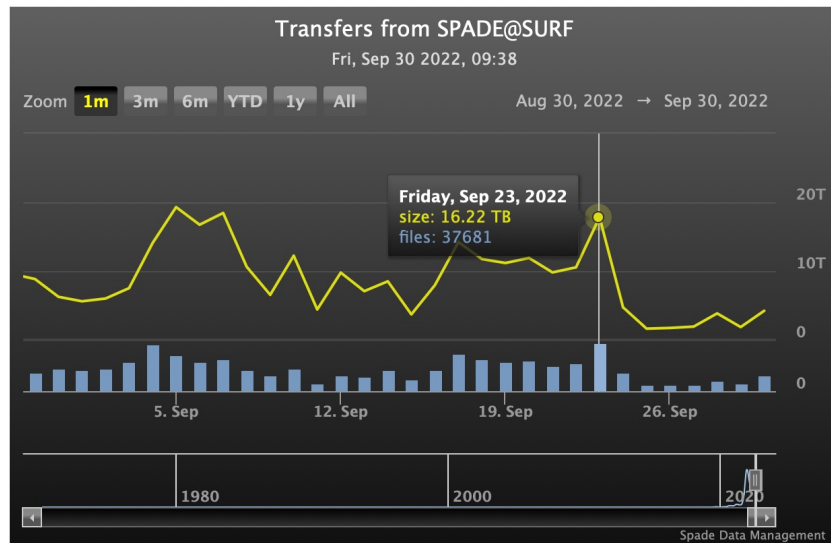 Transfers from SPADE@SURF
Fri, Sep 30 2022, 09:38
Zoom 1m 3m 6m YTD 1y All Aug 30, 2022 → Sep 30, 2022
Friday, Sep 23, 2022
size: 16.22 TB
files: 37681
20T
10T
0
0
5. Sep 12. Sep 19. Sep 26. Sep
1980 2000 2020
Spade Data Management